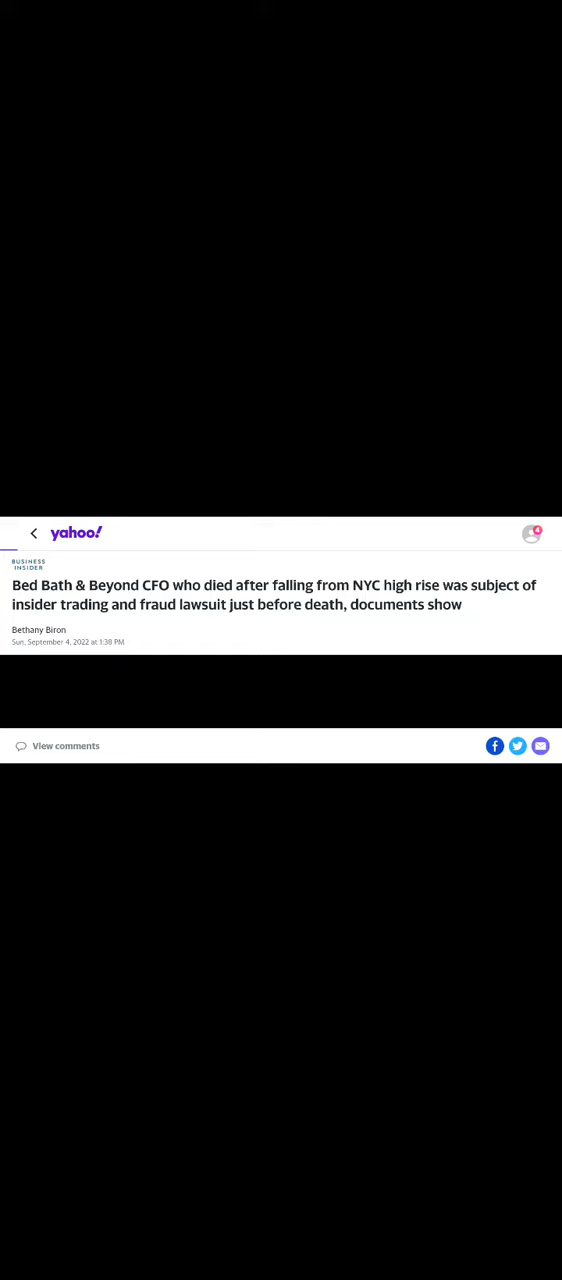 yahoo!
4
BUSINESS
INSIDER
Bed Bath & Beyond CFO who died after falling from NYC high rise was subject of
insider trading and fraud lawsuit just before death, documents show
Bethany Biron
Sun, September 4, 2022 at 1:38 PM
View comments